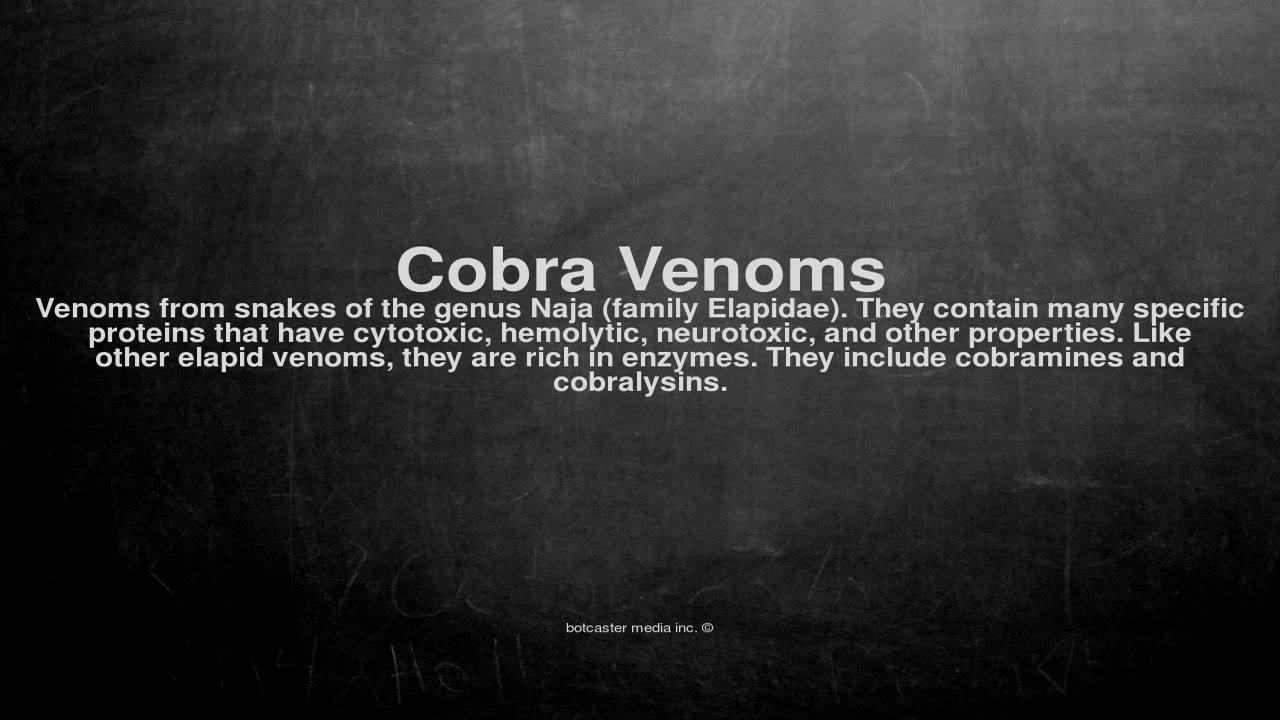 Cobra Venoms
Venoms from snakes of the genus Naja (family Elapidae). They contain many specific
proteins that have cytotoxic, hemolytic, neurotoxic, and other properties. Like
other elapid venoms, they are rich in enzymes. They include cobramines and
cobralysins.
botcaster media inc. ©